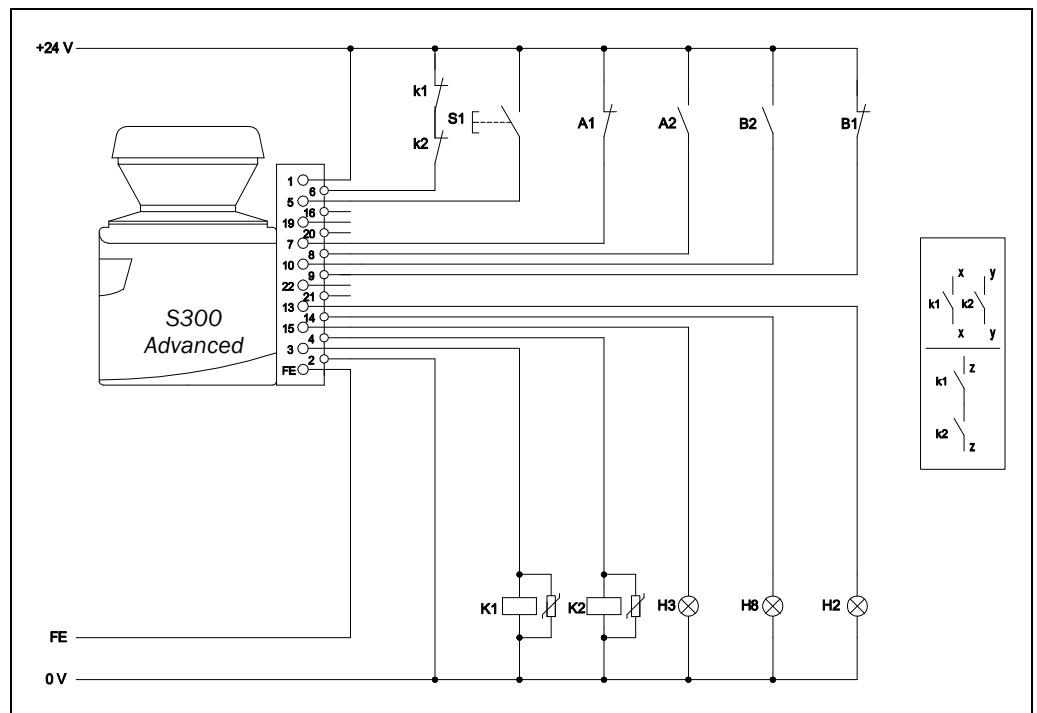 +24 V
k1
S1
k2
A1
A2
B2
B1
1
6
5
16
19
20
7
8
10
9
22
21
13
14
15
4
3
2
FE
S300
Advanced
x y
k1 k2
x y
z
k1
k2
z
K1
K2
H3
H8
H2
FE
0 V